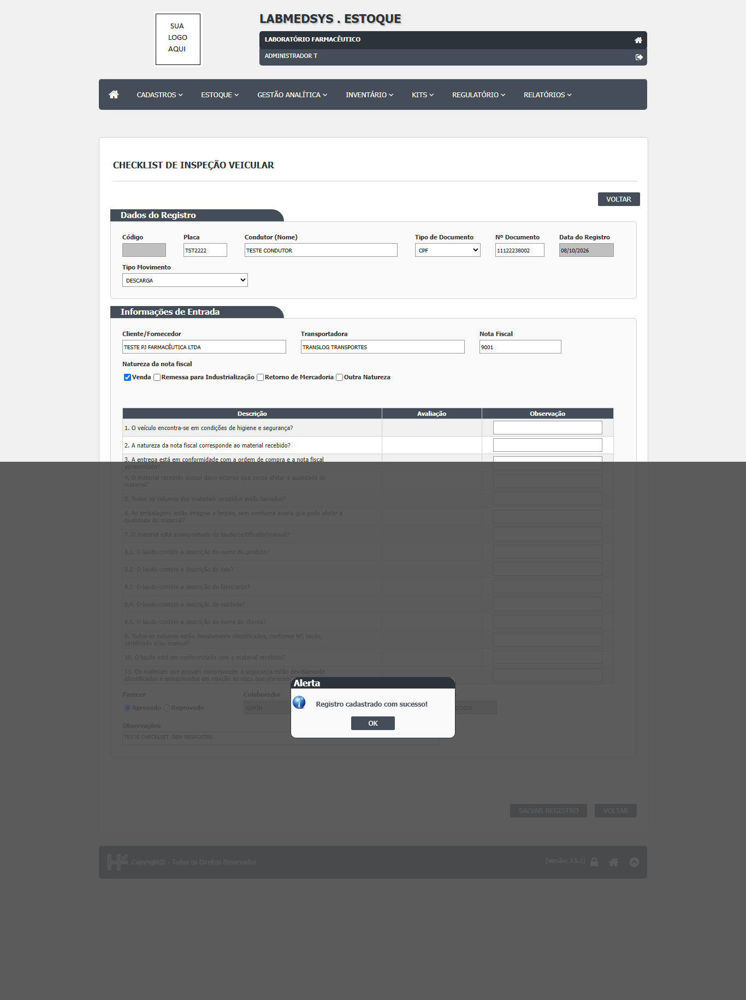 SUA
LOGO
AQUI
LABMEDSYS . ESTOQUE
LABORATÓRIO FARMACÊUTICO
ADMINISTRADOR T
CADASTROS ESTOQUE GESTÃO ANALÍTICA INVENTÁRIO KITS REGULATÓRIO RELATÓRIOS
CHECKLIST DE INSPEÇÃO VEICULAR
VOLTAR
Dados do Registro
Código Placa Condutor (Nome) Tipo de Documento Nº Documento Data do Registro
TST2222 TESTE CONDUTOR CPF 11122238002 08/10/2026
Tipo Movimento
DESCARGA
Informações de Entrada
Cliente/Fornecedor Transportadora Nota Fiscal
TESTE PJ FARMACÊUTICA LTDA TRANSLOG TRANSPORTES 9001
Natureza da nota fiscal
Venda Remessa para Industrialização Retorno de Mercadoria Outra Natureza
Descrição Avaliação Observação
1. O veículo encontra-se em condições de higiene e segurança?
2. A natureza da nota fiscal corresponde ao material recebido?
3. A entrega está em conformidade com a ordem de compra e a nota fiscal
apresentada?
4. O material recebido possui dano externo que possa afetar a qualidade do
material?
5. Todos os volumes dos materiais recebidos estão lacrados?
6. As embalagens estão íntegras e limpas, sem nenhuma avaria que pode afetar a
qualidade do material?
7. O material está acompanhado de laudo/certificado/manual?
8.1. O laudo contém a descrição do nome do produto?
8.2. O laudo contém a descrição do lote?
8.3. O laudo contém a descrição do fabricante?
8.4. O laudo contém a descrição da validade?
8.5. O laudo contém a descrição do nome do cliente?
9. Todos os volumes estão devidamente identificados, conforme NF, laudo,
certificado e/ou manual?
10. O laudo está em conformidade com o material recebido?
11. Os materiais que possam comprometer a segurança estão devidamente
identificados e armazenados em relação ao risco que oferecem
Alerta
Registro cadastrado com sucesso!
OK
Parecer Colaborador
Aprovado Reprovado ADMIN 0/2026
Observações
TESTE CHECKLIST SEM RESPOSTAS
SALVAR REGISTRO VOLTAR
Copyright© - Todos os Direitos Reservados (Versão: 3.5.1)